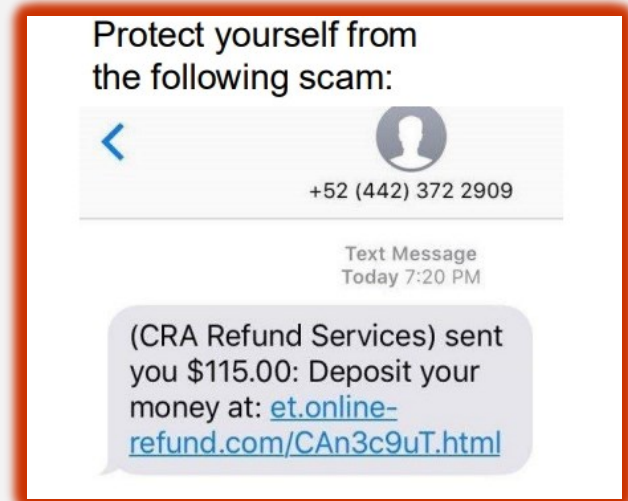 Protect yourself from
the following scam:
+52 (442) 372 2909
Text Message
Today 7:20 PM
(CRA Refund Services) sent
you $115.00: Deposit your
money at: et.online-
refund.com/CAn3c9uT.html